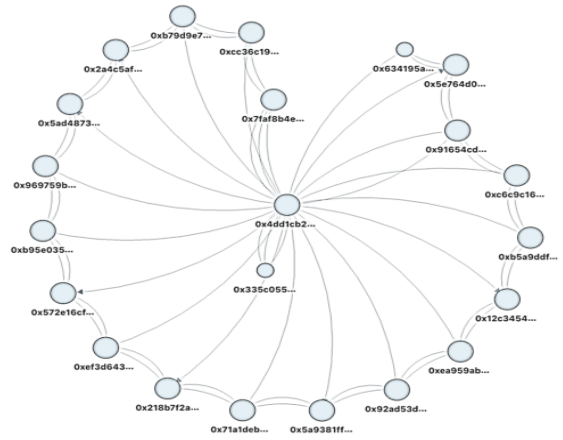 0xb79d9e7...
0xcc36c19...
0x2a4c5af...
0x634195a...
0x5e764d0...
0x5ad4873...
0x7faf8b4e...
0x91654cd...
0x969759b...
0xc6c9c16...
0x4dd1cb2...
0xb95e035...
0xb5a9ddf...
0x335c055...
0x572e16cf...
0x12c3454...
0xef3d643...
0xea959ab...
0x218b7f2a...
0x92ad53d...
0x71a1deb...
0x5a9381ff...